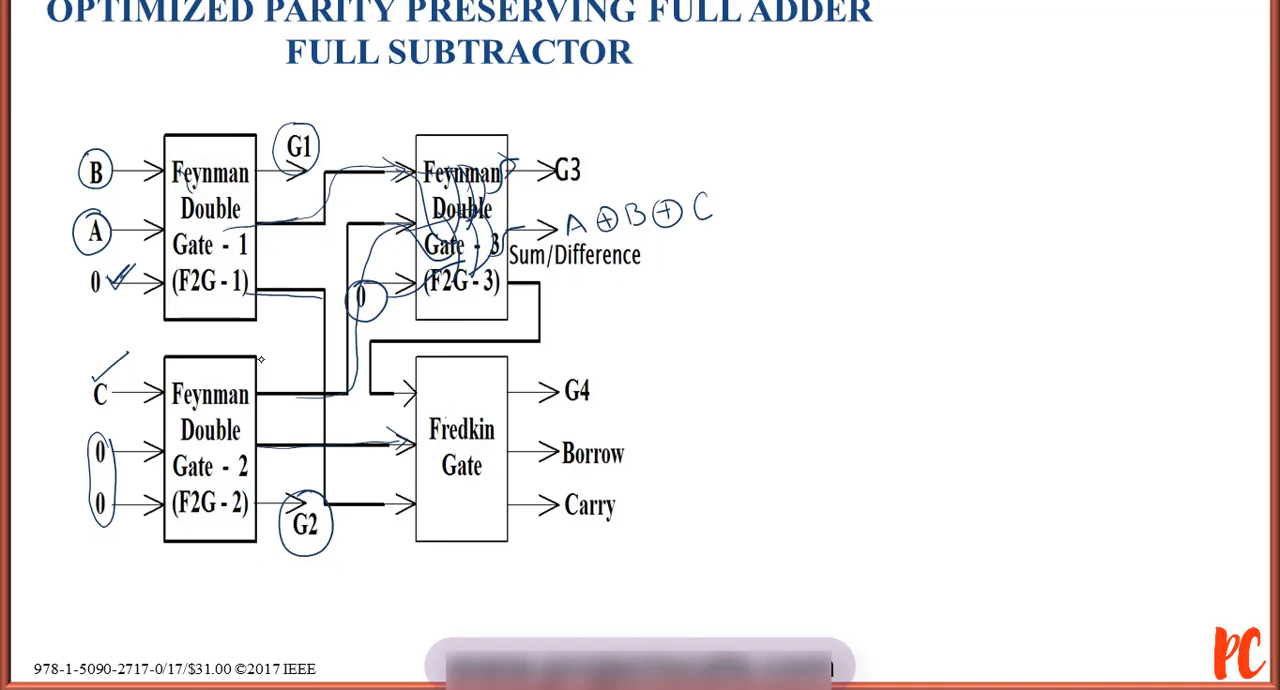 OPTIMIZED PARITY PRESERVING FULL ADDER
FULL SUBTRACTOR
B
A
0
Feynman
Double
Gate - 1
(F2G - 1)
G1
0
Feynman
Double
Gate - 3
(F2G - 3)
G3
A ⊕ B ⊕ C
Sum/Difference
C
0
0
Feynman
Double
Gate - 2
(F2G - 2)
G2
Fredkin
Gate
G4
Borrow
Carry
978-1-5090-2717-0/17/$31.00 ©2017 IEEE
PC